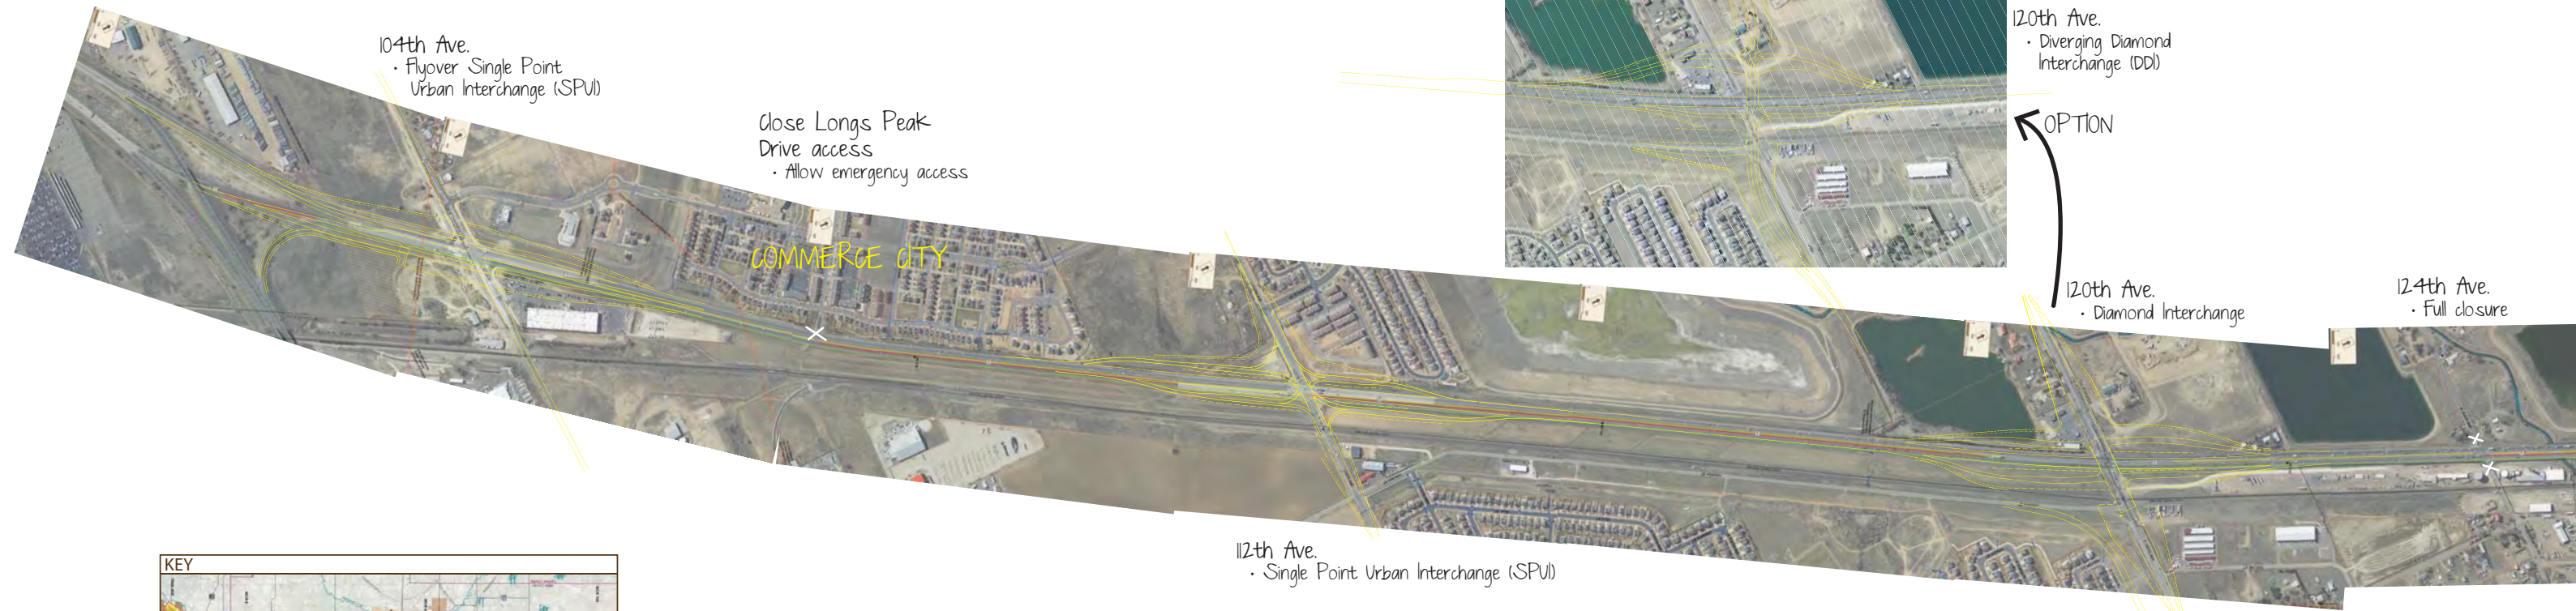 104th Ave.
• Flyover Single Point
Urban Interchange (SPUI)
Close Longs Peak
Drive access
• Allow emergency access
COMMERCE CITY
120th Ave.
• Diverging Diamond
Interchange (DDI)
OPTION
120th Ave.
• Diamond Interchange
124th Ave.
• Full closure
112th Ave.
• Single Point Urban Interchange (SPUI)
KEY